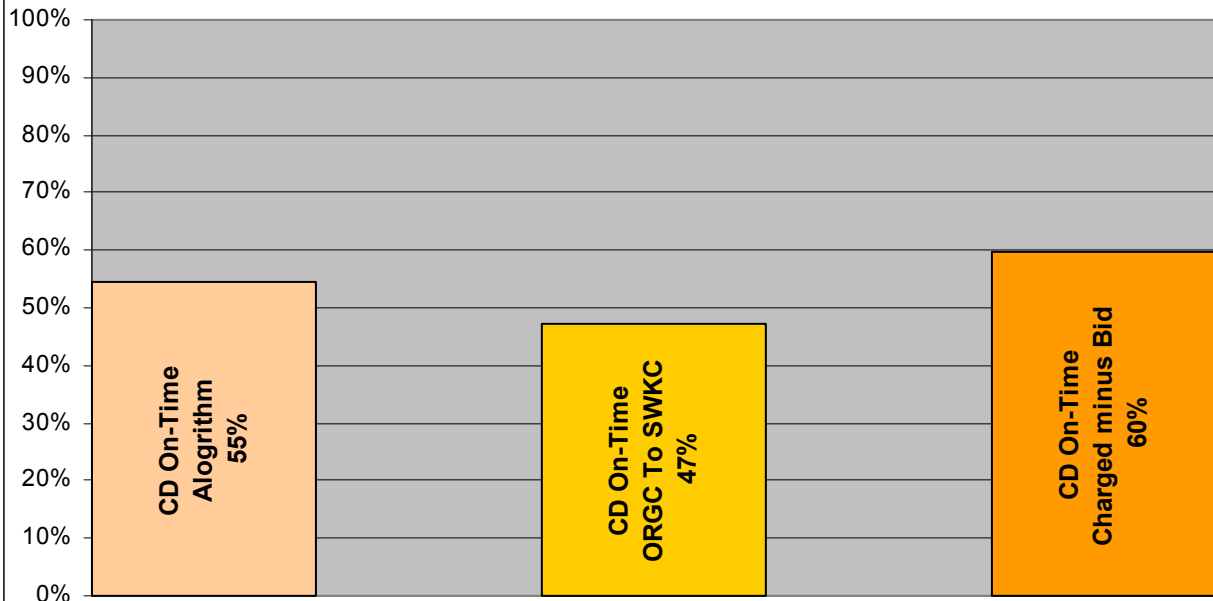 100%
90%
80%
70%
60%
50%
40%
30%
20%
10%
0%
CD On-Time
Alogrithm
55%
CD On-Time
ORGC To SWKC
47%
CD On-Time
Charged minus Bid
60%